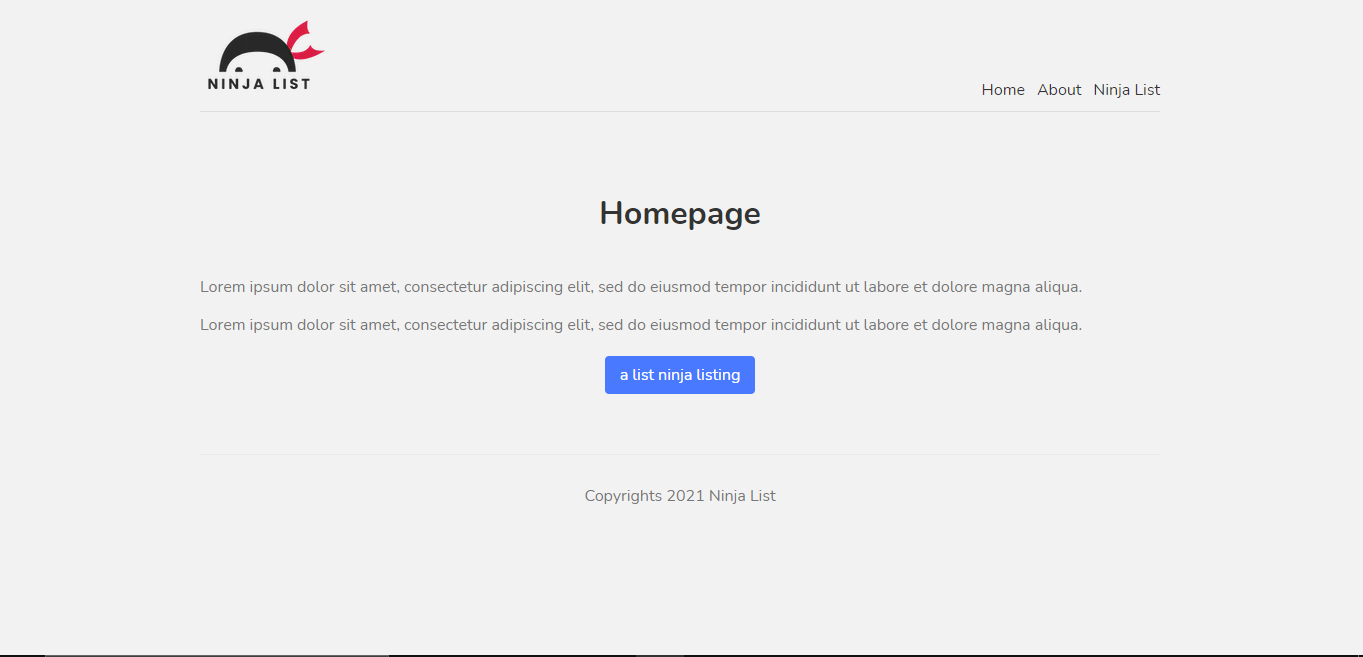 NINJA LIST
Home About Ninja List
Homepage
Lorem ipsum dolor sit amet, consectetur adipiscing elit, sed do eiusmod tempor incididunt ut labore et dolore magna aliqua.
Lorem ipsum dolor sit amet, consectetur adipiscing elit, sed do eiusmod tempor incididunt ut labore et dolore magna aliqua.
a list ninja listing
Copyrights 2021 Ninja List